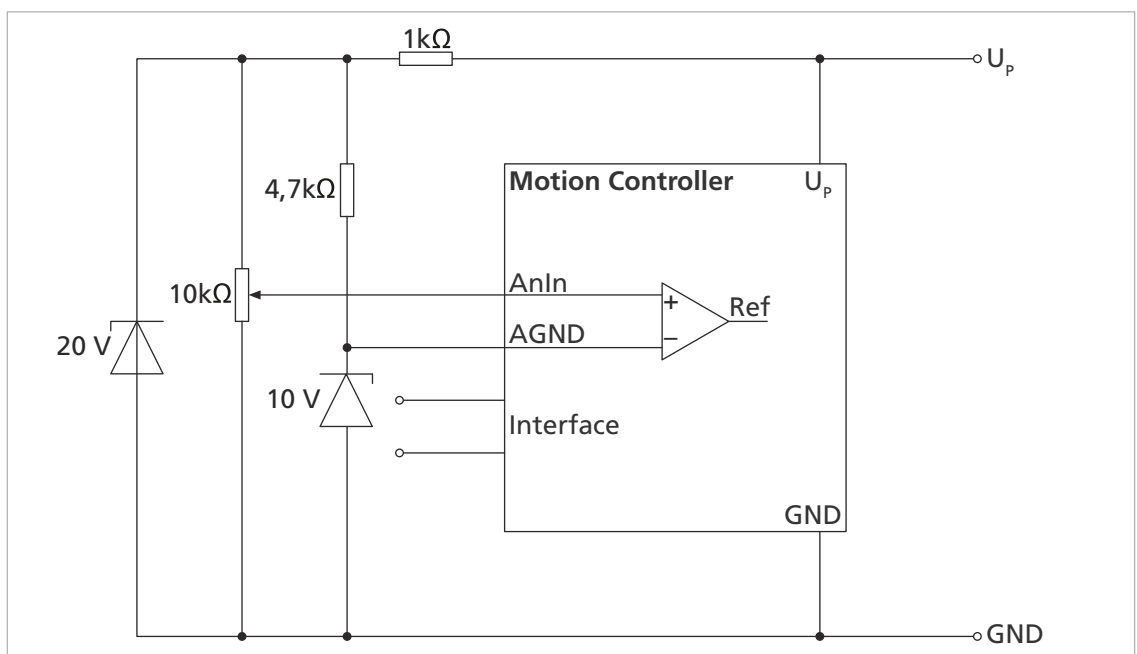 1kΩ
U_P
4,7kΩ
Motion Controller
U_P
AnIn
10kΩ
+
Ref
AGND
−
20 V
10 V
Interface
GND
GND